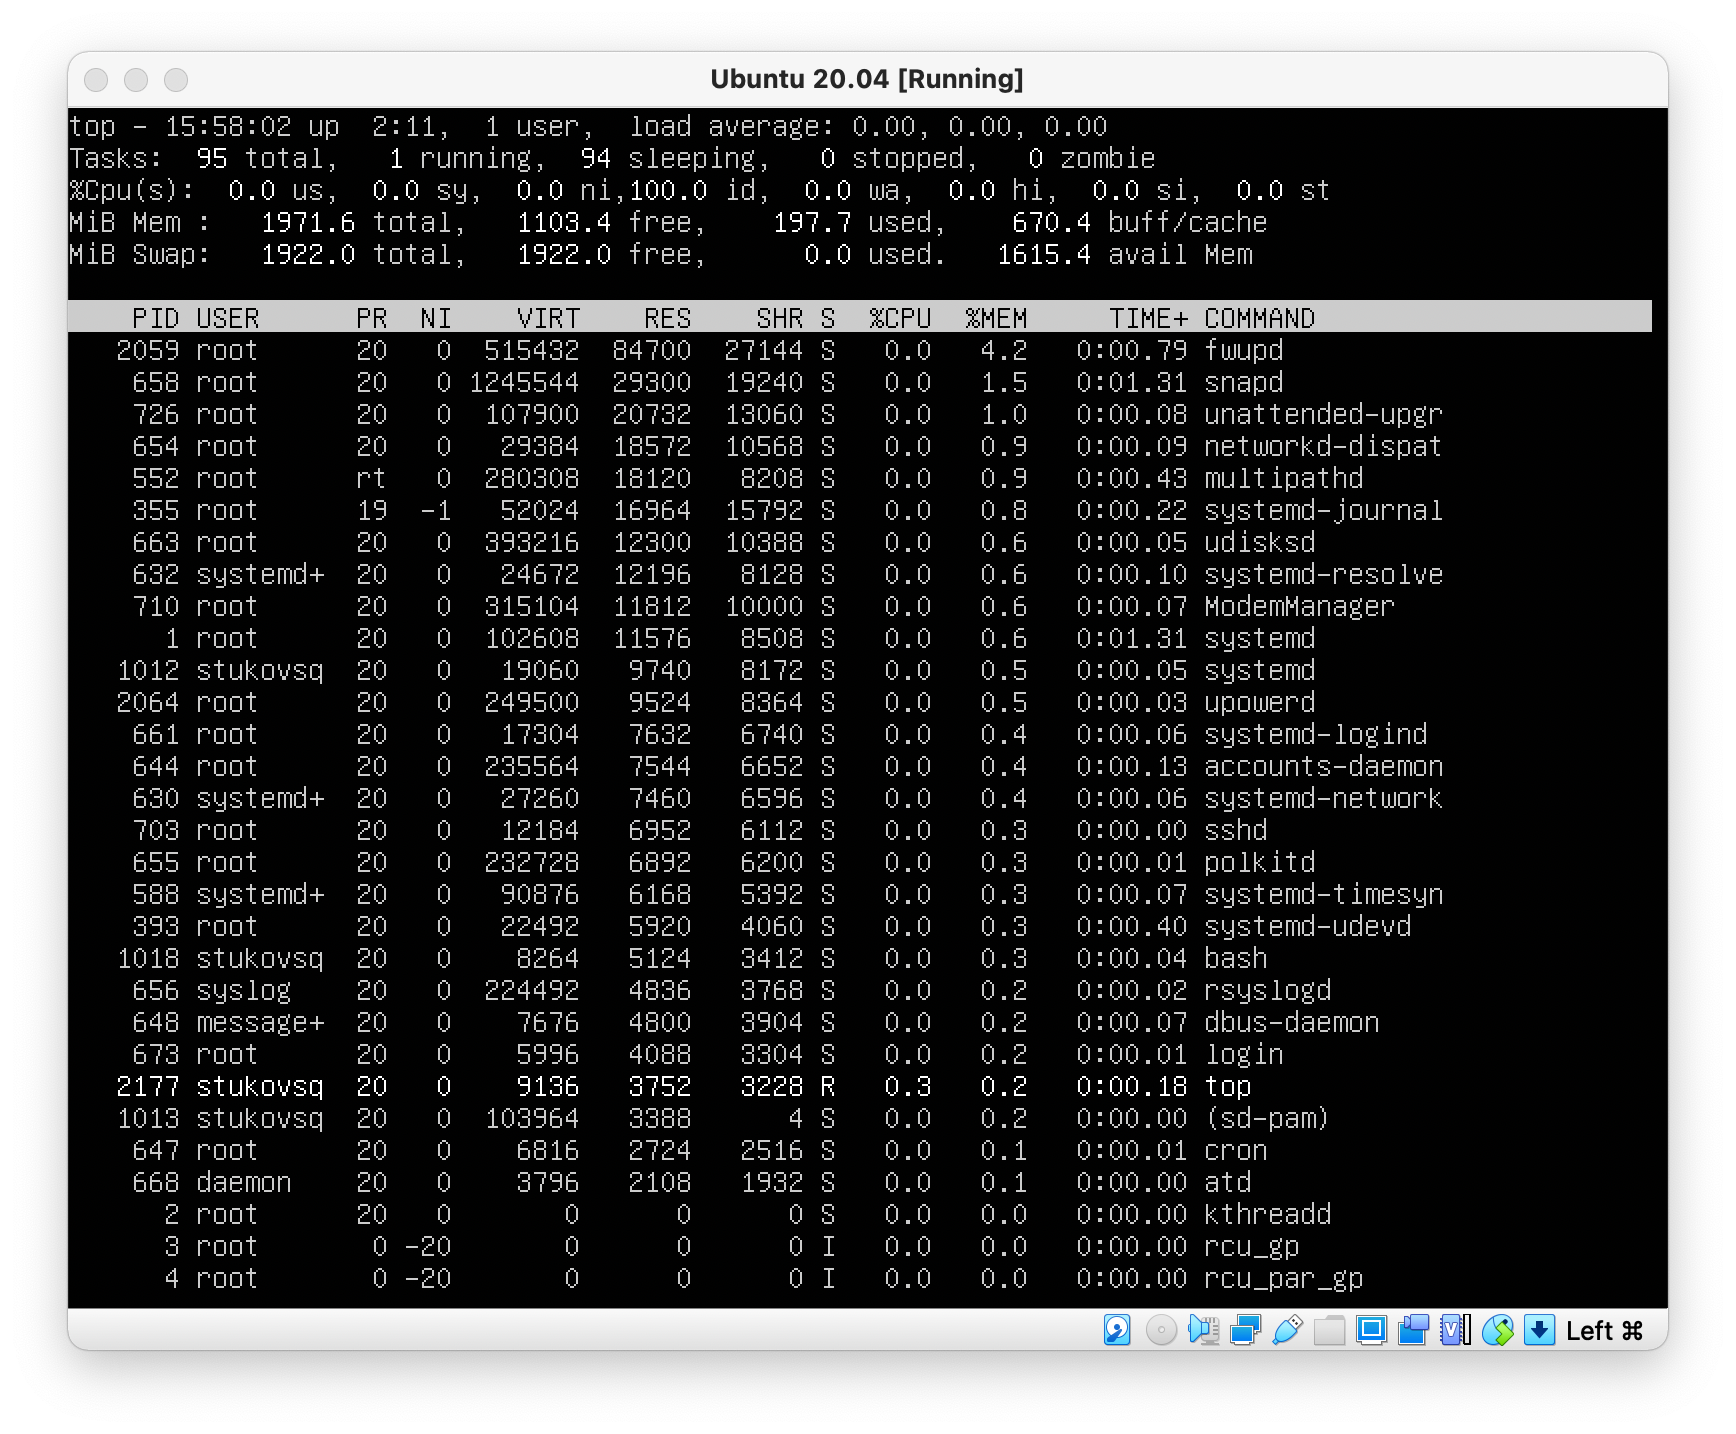 Ubuntu 20.04 [Running]
top - 15:58:02 up  2:11,  1 user,  load average: 0.00, 0.00, 0.00
Tasks:  95 total,   1 running,  94 sleeping,   0 stopped,   0 zombie
%Cpu(s):  0.0 us,  0.0 sy,  0.0 ni,100.0 id,  0.0 wa,  0.0 hi,  0.0 si,  0.0 st
MiB Mem :   1971.6 total,   1103.4 free,    197.7 used,    670.4 buff/cache
MiB Swap:   1922.0 total,   1922.0 free,      0.0 used.   1615.4 avail Mem
PID USER      PR  NI    VIRT    RES    SHR S  %CPU  %MEM     TIME+ COMMAND
2059 root      20   0  515432  84700  27144 S   0.0   4.2   0:00.79 fwupd
658 root      20   0 1245544  29300  19240 S   0.0   1.5   0:01.31 snapd
726 root      20   0  107900  20732  13060 S   0.0   1.0   0:00.08 unattended-upgr
654 root      20   0   29384  18572  10568 S   0.0   0.9   0:00.09 networkd-dispat
552 root      rt   0  280308  18120   8208 S   0.0   0.9   0:00.43 multipathd
355 root      19  -1   52024  16964  15792 S   0.0   0.8   0:00.22 systemd-journal
663 root      20   0  393216  12300  10388 S   0.0   0.6   0:00.05 udisksd
632 systemd+  20   0   24672  12196   8128 S   0.0   0.6   0:00.10 systemd-resolve
710 root      20   0  315104  11812  10000 S   0.0   0.6   0:00.07 ModemManager
1 root      20   0  102608  11576   8508 S   0.0   0.6   0:01.31 systemd
1012 stukovsq  20   0   19060   9740   8172 S   0.0   0.5   0:00.05 systemd
2064 root      20   0  249500   9524   8364 S   0.0   0.5   0:00.03 upowerd
661 root      20   0   17304   7632   6740 S   0.0   0.4   0:00.06 systemd-logind
644 root      20   0  235564   7544   6652 S   0.0   0.4   0:00.13 accounts-daemon
630 systemd+  20   0   27260   7460   6596 S   0.0   0.4   0:00.06 systemd-network
703 root      20   0   12184   6952   6112 S   0.0   0.3   0:00.00 sshd
655 root      20   0  232728   6892   6200 S   0.0   0.3   0:00.01 polkitd
588 systemd+  20   0   90876   6168   5392 S   0.0   0.3   0:00.07 systemd-timesyn
393 root      20   0   22492   5920   4060 S   0.0   0.3   0:00.40 systemd-udevd
1018 stukovsq  20   0    8264   5124   3412 S   0.0   0.3   0:00.04 bash
656 syslog    20   0  224492   4836   3768 S   0.0   0.2   0:00.02 rsyslogd
648 message+  20   0    7676   4800   3904 S   0.0   0.2   0:00.07 dbus-daemon
673 root      20   0    5996   4088   3304 S   0.0   0.2   0:00.01 login
2177 stukovsq  20   0    9136   3752   3228 R   0.3   0.2   0:00.18 top
1013 stukovsq  20   0  103964   3388      4 S   0.0   0.2   0:00.00 (sd-pam)
647 root      20   0    6816   2724   2516 S   0.0   0.1   0:00.01 cron
668 daemon    20   0    3796   2108   1932 S   0.0   0.1   0:00.00 atd
2 root      20   0       0      0      0 S   0.0   0.0   0:00.00 kthreadd
3 root       0 -20       0      0      0 I   0.0   0.0   0:00.00 rcu_gp
4 root       0 -20       0      0      0 I   0.0   0.0   0:00.00 rcu_par_gp
Left ⌘